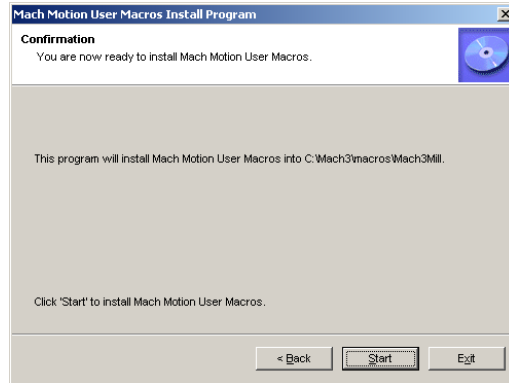 Mach Motion User Macros Install Program
Confirmation
You are now ready to install Mach Motion User Macros.
This program will install Mach Motion User Macros into C:\Mach3\macros\Mach3Mill.
Click 'Start' to install Mach Motion User Macros.
< Back Start Exit